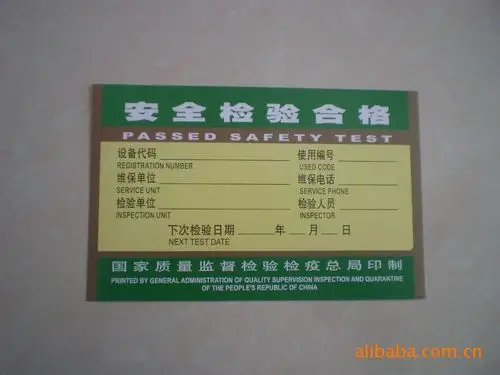 安全检验合格
PASSED SAFETY TEST
设备代码 使用编号
REGISTRATION NUMBER USED CODE
维保单位 维保电话
SERVICE UNIT SERVICE PHONE
检验单位 检验人员
INSPECTION UNIT INSPECTOR
下次检验日期 年 月 日
NEXT TEST DATE
国家质量监督检验检疫总局印制
PRINTED BY GENERAL ADMINISTRATION OF QUALITY SUPERVISION INSPECTION AND QUARANTINE
OF THE PEOPLE'S REPUBLIC OF CHINA
alibaba.com.cn